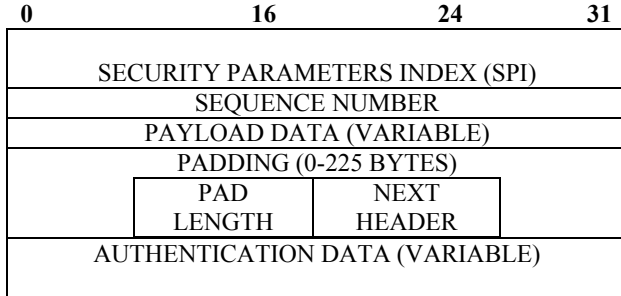 0 16 24 31
SECURITY PARAMETERS INDEX (SPI)
SEQUENCE NUMBER
PAYLOAD DATA (VARIABLE)
PADDING (0-225 BYTES)
PAD NEXT
LENGTH HEADER
AUTHENTICATION DATA (VARIABLE)